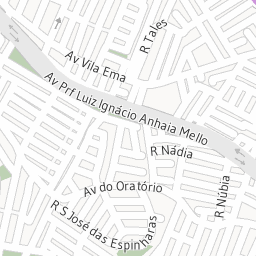 R Tales
Av Vila Ema
Av Prf Luiz Ignácio Anhaia Mello
R Nádia
Av do Oratório
R Núbia
R S José das Espinharas